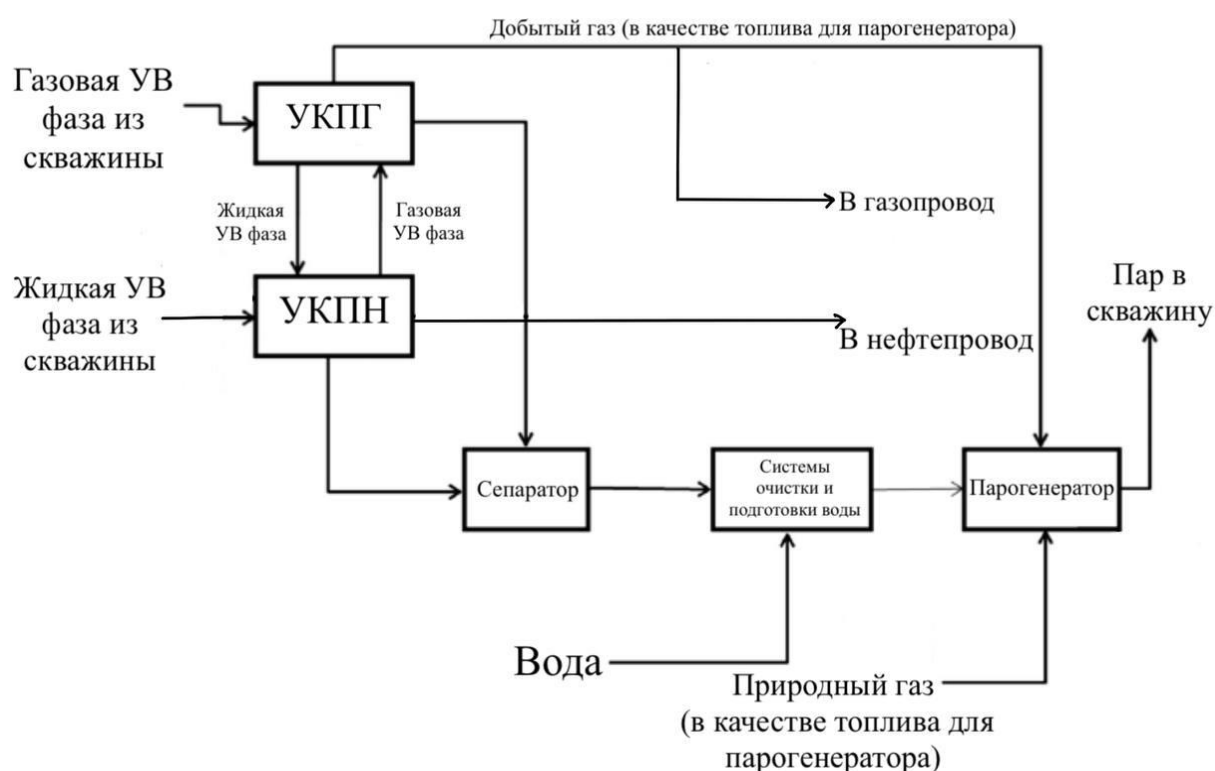 Добытый газ (в качестве топлива для парогенератора)
Газовая УВ
фаза из
скважины
УКПГ
Жидкая
УВ фаза
Газовая
УВ фаза
В газопровод
Жидкая УВ
фаза из
скважины
УКПН
В нефтепровод
Пар в
скважину
Сепаратор
Системы
очистки и
подготовки воды
Парогенератор
Вода
Природный газ
(в качестве топлива для
парогенератора)